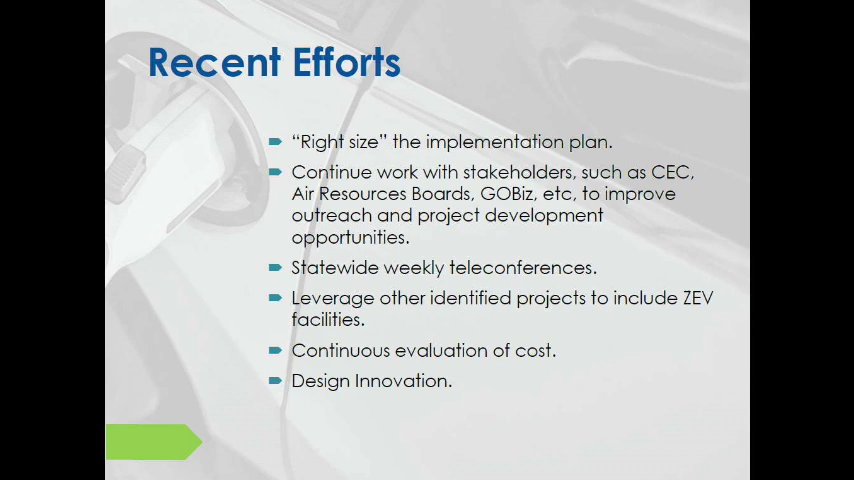 Recent Efforts
“Right size” the implementation plan.
Continue work with stakeholders, such as CEC,
Air Resources Boards, GOBiz, etc, to improve
outreach and project development
opportunities.
Statewide weekly teleconferences.
Leverage other identified projects to include ZEV
facilities.
Continuous evaluation of cost.
Design Innovation.